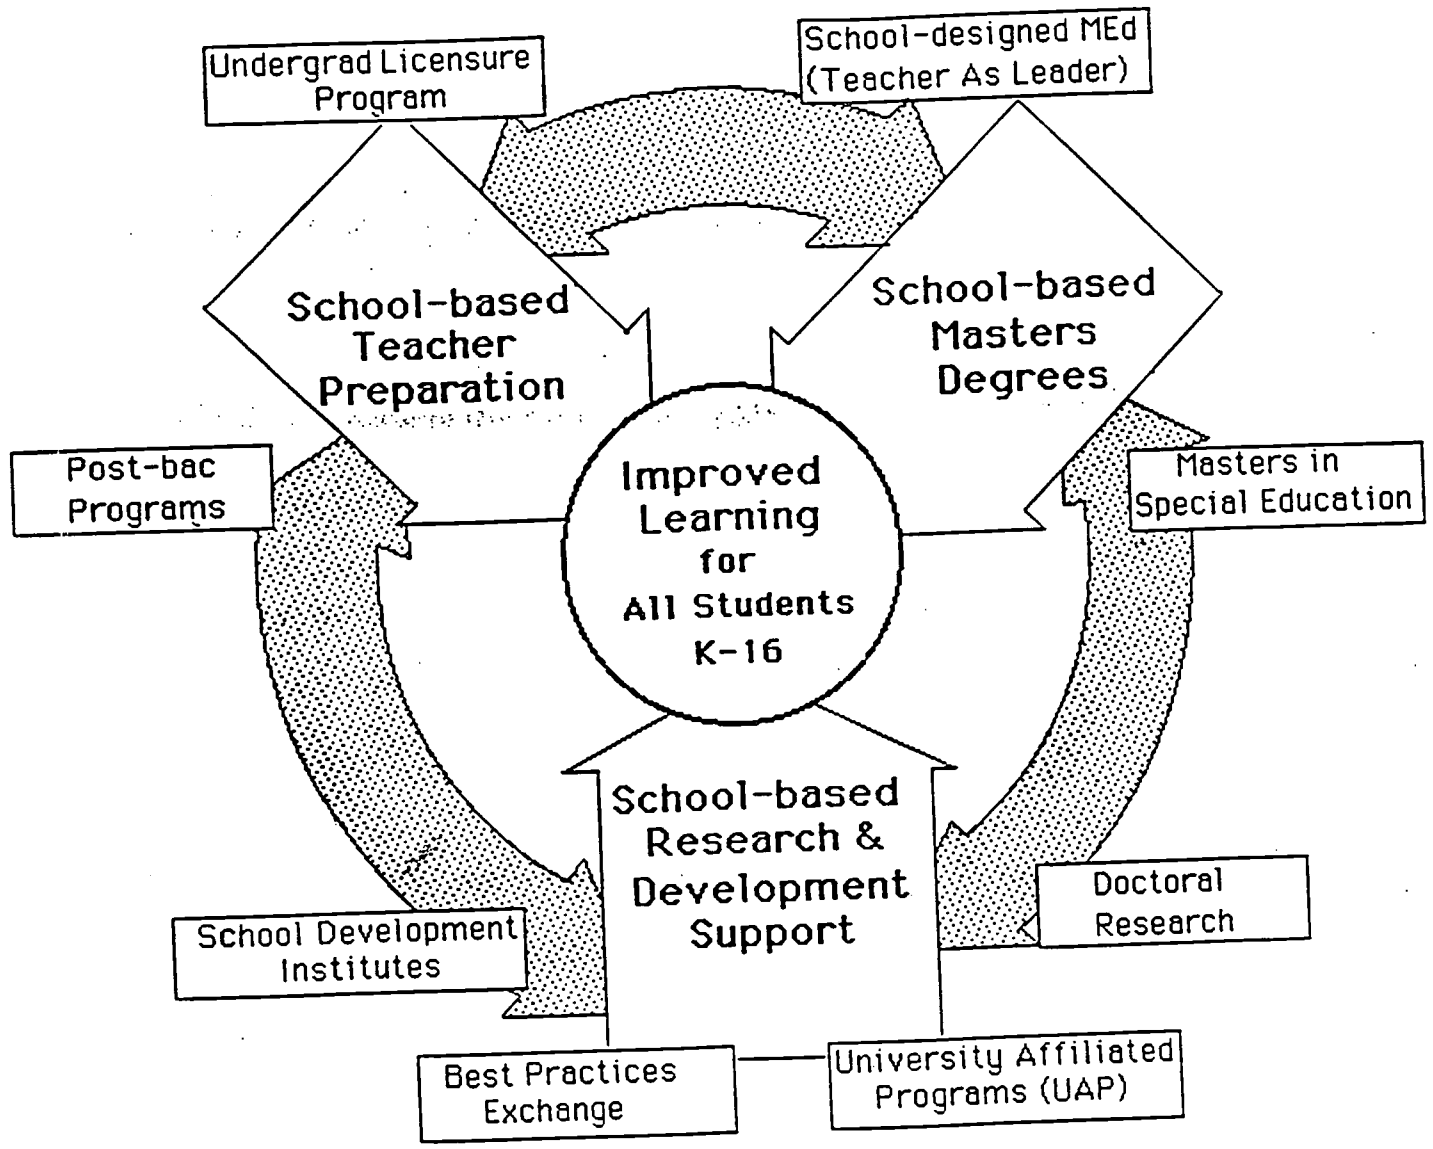 Undergrad Licensure
Program
School-designed MEd
(Teacher As Leader)
School-based
Teacher
Preparation
School-based
Masters
Degrees
Post-bac
Programs
Improved
Learning
for
All Students
K-16
Masters in
Special Education
School-based
Research &
Development
Support
School Development
Institutes
Doctoral
Research
Best Practices
Exchange
University Affiliated
Programs (UAP)